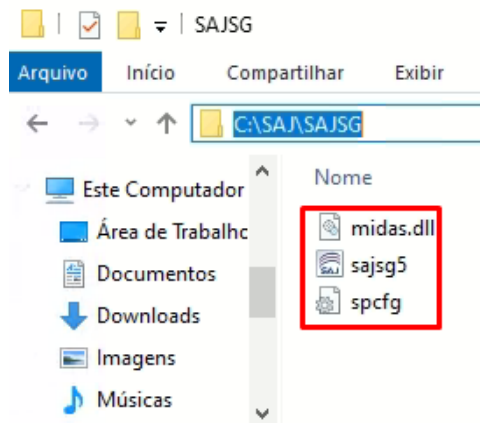 SAJSG
Arquivo Início Compartilhar Exibir
C:\SAJ\SAJSG
Nome
Este Computador
midas.dll
Área de Trabalhc
sajsg5
Documentos
spcfg
Downloads
Imagens
Músicas